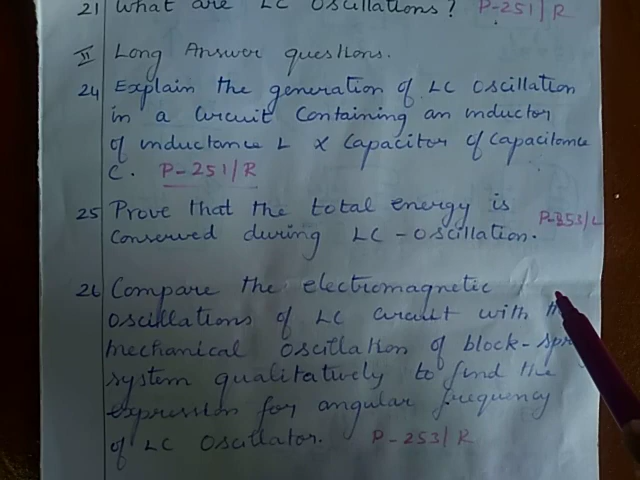 21 What are LC Oscillations? P-251/R
II Long Answer questions.
24 Explain the generation of LC oscillation
in a circuit containing an inductor
of inductance L & Capacitor of Capacitance
C. P-251/R
25 Prove that the total energy is
Conserved during LC-Oscillation. P-253/L
26 Compare the electromagnetic
oscillations of LC circuit with th
mechanical oscillation of block-spr
system qualitatively to find the
expression for angular frequency
of LC Oscillator. P-253/R